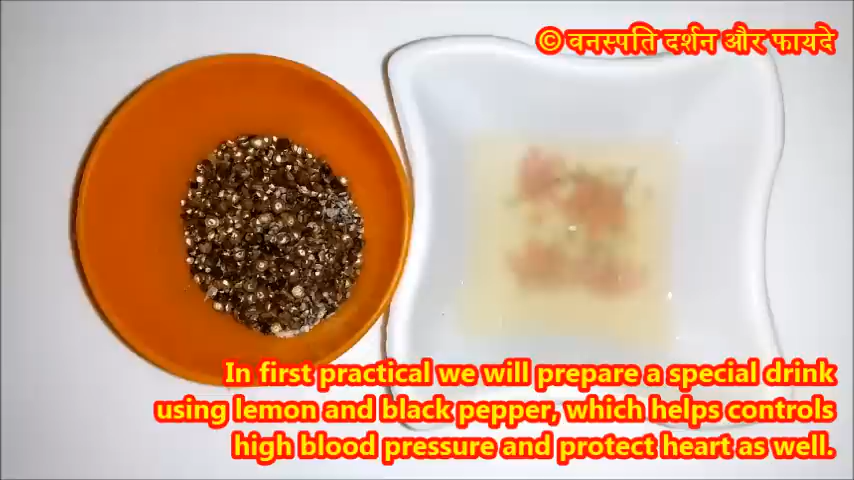 © वनस्पति दर्शन और फायदे
In first practical we will prepare a special drink
using lemon and black pepper, which helps controls
high blood pressure and protect heart as well.